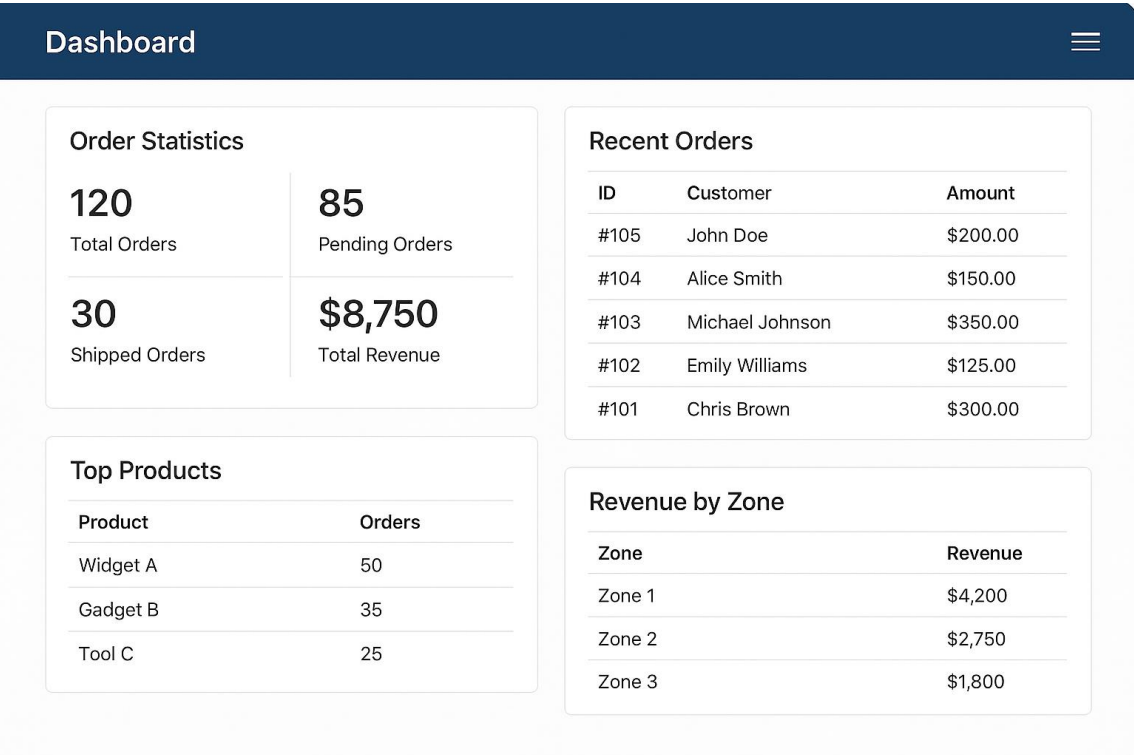 Dashboard
Order Statistics
120
Total Orders
85
Pending Orders
30
Shipped Orders
$8,750
Total Revenue
Top Products
Product Orders
Widget A 50
Gadget B 35
Tool C 25
Recent Orders
ID Customer Amount
#105 John Doe $200.00
#104 Alice Smith $150.00
#103 Michael Johnson $350.00
#102 Emily Williams $125.00
#101 Chris Brown $300.00
Revenue by Zone
Zone Revenue
Zone 1 $4,200
Zone 2 $2,750
Zone 3 $1,800